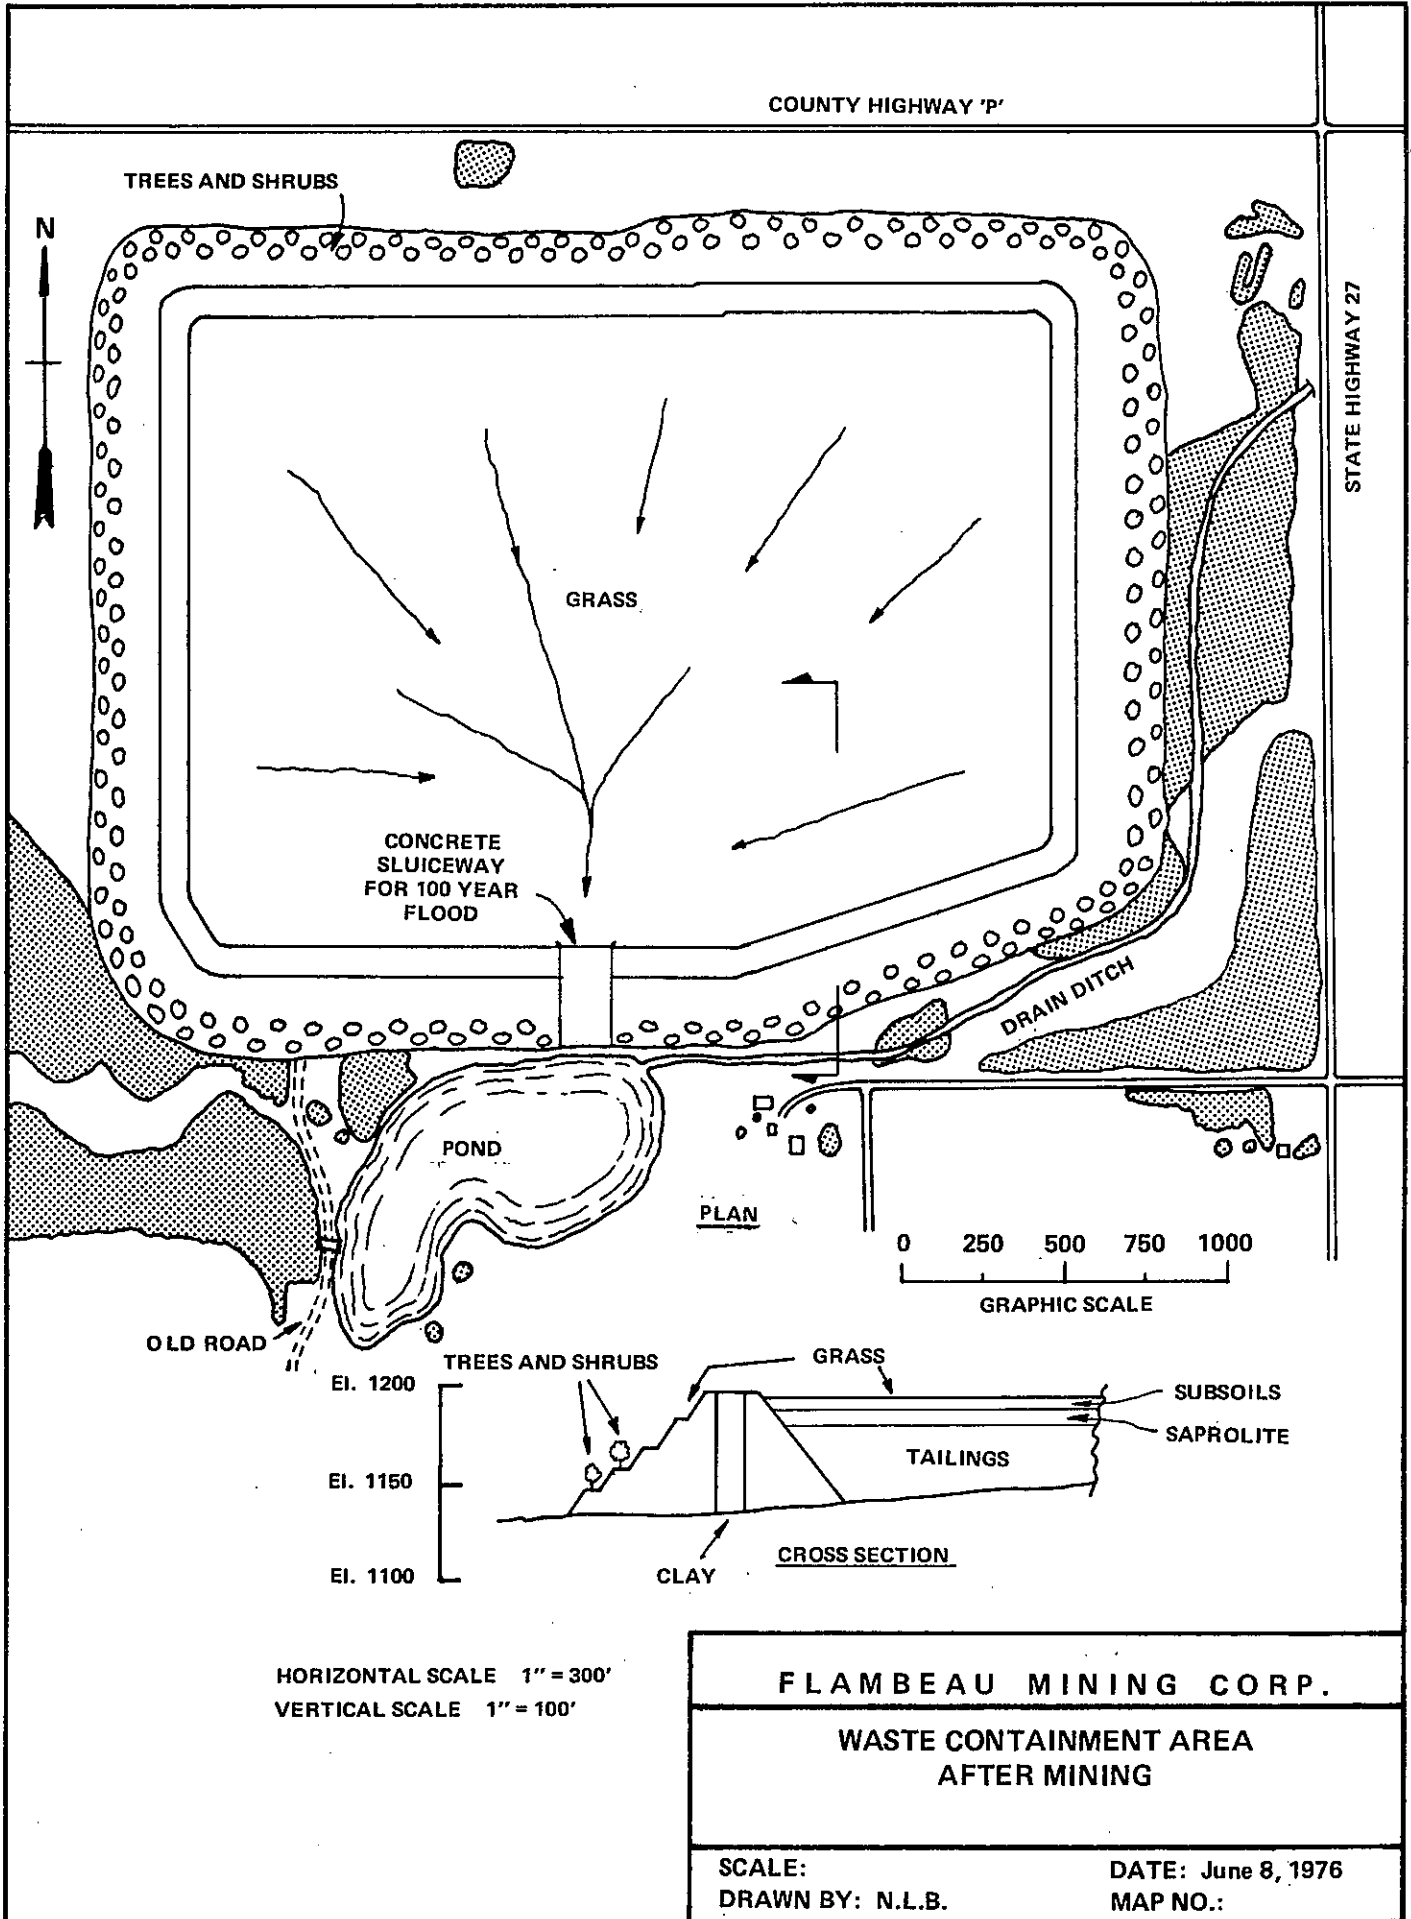 COUNTY HIGHWAY 'P'
TREES AND SHRUBS
N
STATE HIGHWAY 27
GRASS
CONCRETE
SLUICEWAY
FOR 100 YEAR
FLOOD
DRAIN DITCH
POND
PLAN
0 250 500 750 1000
GRAPHIC SCALE
OLD ROAD
TREES AND SHRUBS
GRASS
El. 1200
SUBSOILS
SAPROLITE
TAILINGS
El. 1150
CROSS SECTION
El. 1100
CLAY
HORIZONTAL SCALE 1" = 300'
VERTICAL SCALE 1" = 100'
FLAMBEAU MINING CORP.
WASTE CONTAINMENT AREA
AFTER MINING
SCALE:
DATE: June 8, 1976
DRAWN BY: N.L.B.
MAP NO.: